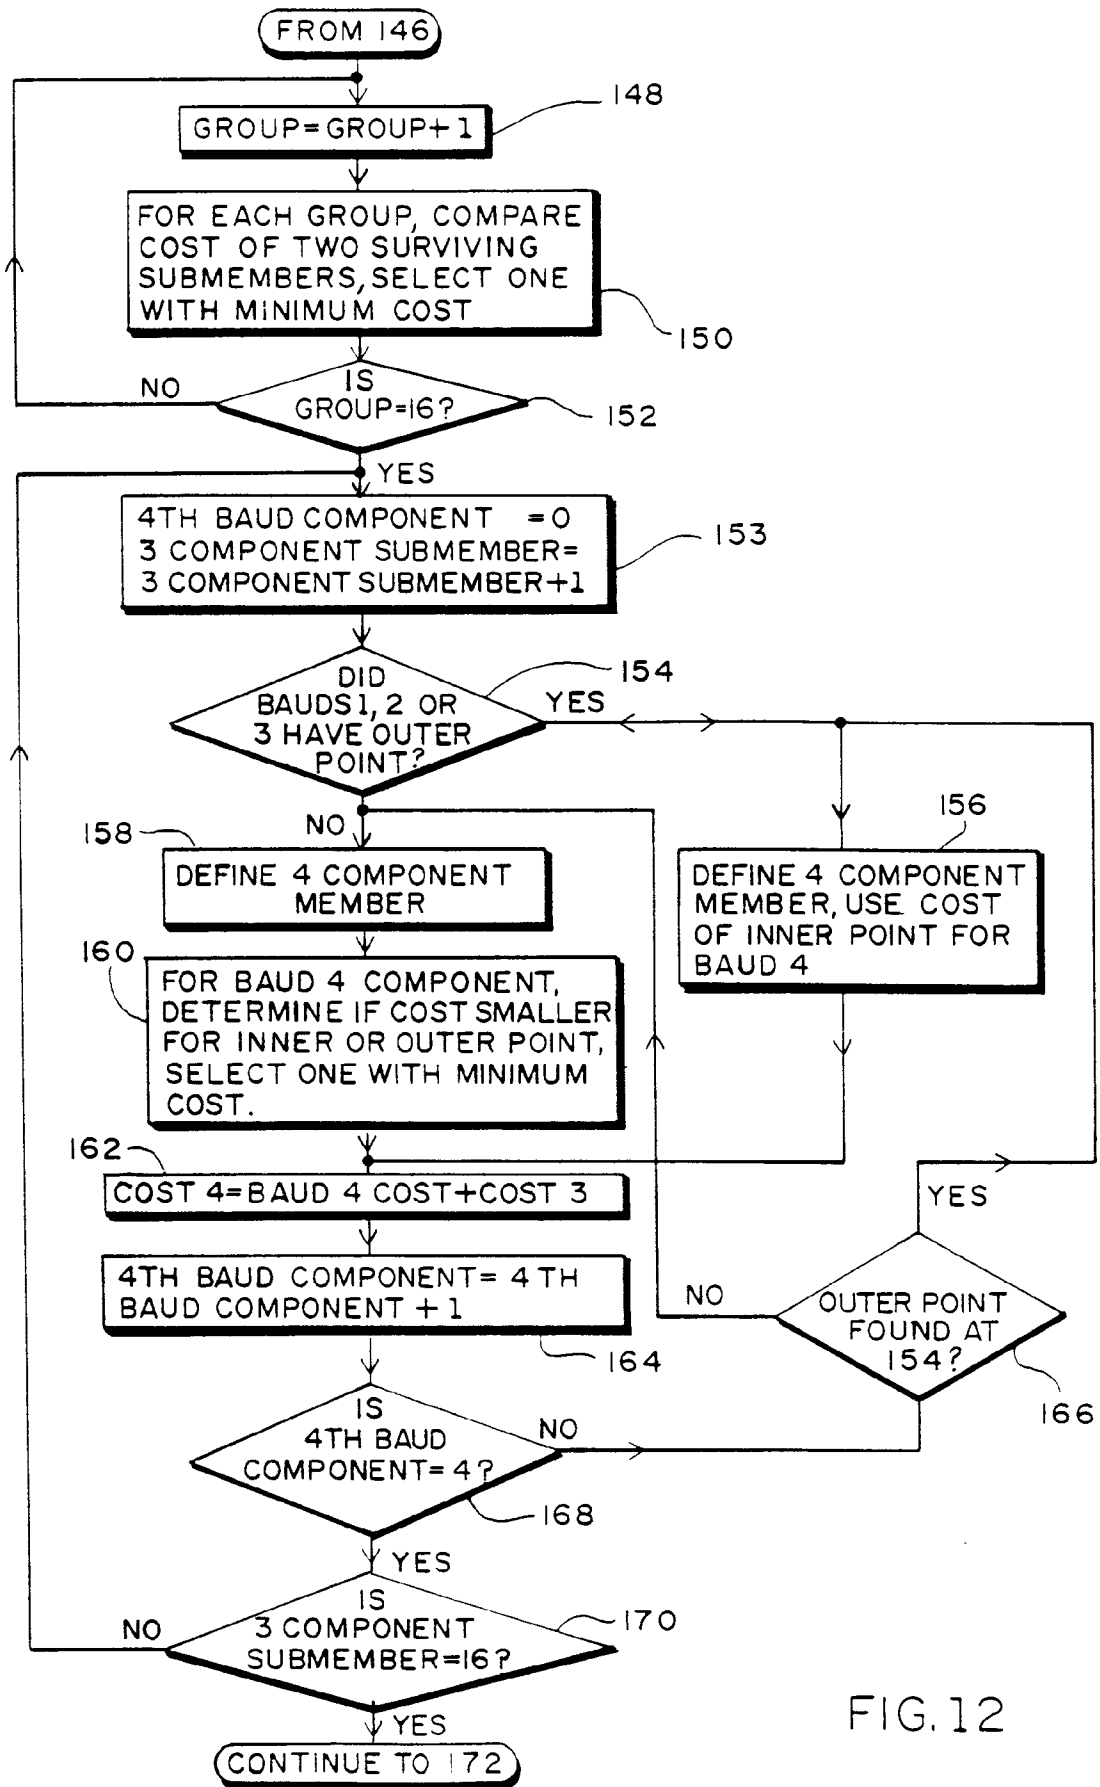 FROM 146
148
GROUP=GROUP+1
FOR EACH GROUP, COMPARE
COST OF TWO SURVIVING
SUBMEMBERS, SELECT ONE
WITH MINIMUM COST
150
NO
IS
GROUP=16?
152
YES
4TH BAUD COMPONENT =0
3 COMPONENT SUBMEMBER=
3 COMPONENT SUBMEMBER+1
153
DID
BAUDS 1, 2 OR
3 HAVE OUTER
POINT?
154
YES
NO
158
DEFINE 4 COMPONENT
MEMBER
156
DEFINE 4 COMPONENT
MEMBER, USE COST
OF INNER POINT FOR
BAUD 4
160
FOR BAUD 4 COMPONENT,
DETERMINE IF COST SMALLER
FOR INNER OR OUTER POINT,
SELECT ONE WITH MINIMUM
COST.
162
COST 4=BAUD 4 COST+COST 3
YES
4TH BAUD COMPONENT= 4TH
BAUD COMPONENT +1
164
NO
OUTER POINT
FOUND AT
154?
166
IS
4TH BAUD
COMPONENT=4?
NO
168
YES
NO
IS
3 COMPONENT
SUBMEMBER=16?
170
YES
CONTINUE TO 172
FIG.12